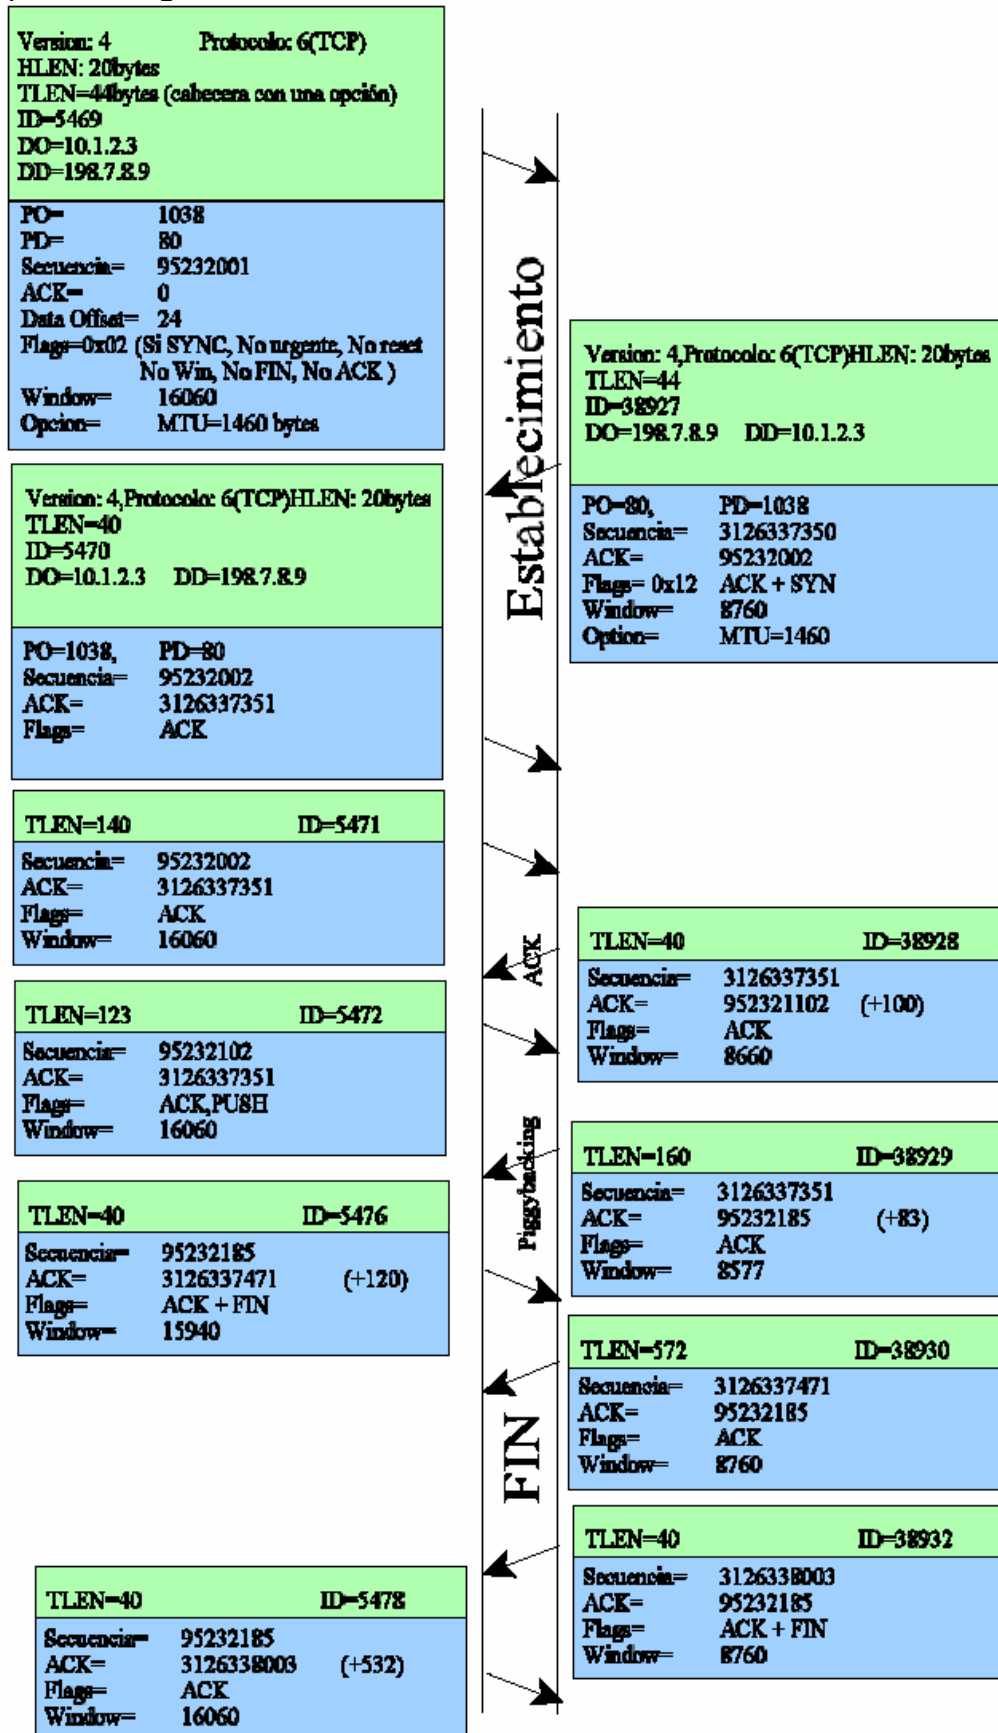 Version: 4 Protocolo: 6(TCP)
HLEN: 20bytes
TLEN=44bytes (cabecera con una opción)
ID=5469
DO=10.1.2.3
DD=198.7.8.9
PO= 1038
PD= 80
Secuencia= 95232001
ACK= 0
Data Offset= 24
Flags=0x02 (Si SYNC, No urgente, No reset
No Win, No FIN, No ACK )
Window= 16060
Opcion= MTU=1460 bytes
Establecimiento
Version: 4,Protocolo: 6(TCP)HLEN: 20bytes
TLEN=44
ID=38927
DO=198.7.8.9 DD=10.1.2.3
PO=80, PD=1038
Secuencia= 3126337350
ACK= 95232002
Flags= 0x12 ACK + SYN
Window= 8760
Option= MTU=1460
Version: 4,Protocolo: 6(TCP)HLEN: 20bytes
TLEN=40
ID=5470
DO=10.1.2.3 DD=198.7.8.9
PO=1038, PD=80
Secuencia= 95232002
ACK= 3126337351
Flags= ACK
TLEN=140 ID=5471
Secuencia= 95232002
ACK= 3126337351
Flags= ACK
Window= 16060
ACK
TLEN=40 ID=38928
Secuencia= 3126337351
ACK= 952321102 (+100)
Flags= ACK
Window= 8660
TLEN=123 ID=5472
Secuencia= 95232102
ACK= 3126337351
Flags= ACK,PUSH
Window= 16060
Piggybacking
TLEN=160 ID=38929
Secuencia= 3126337351
ACK= 95232185 (+83)
Flags= ACK
Window= 8577
TLEN=40 ID=5476
Secuencia= 95232185
ACK= 3126337471 (+120)
Flags= ACK + FIN
Window= 15940
FIN
TLEN=572 ID=38930
Secuencia= 3126337471
ACK= 95232185
Flags= ACK
Window= 8760
TLEN=40 ID=38932
Secuencia= 3126338003
ACK= 95232185
Flags= ACK + FIN
Window= 8760
TLEN=40 ID=5478
Secuencia= 95232185
ACK= 3126338003 (+532)
Flags= ACK
Window= 16060